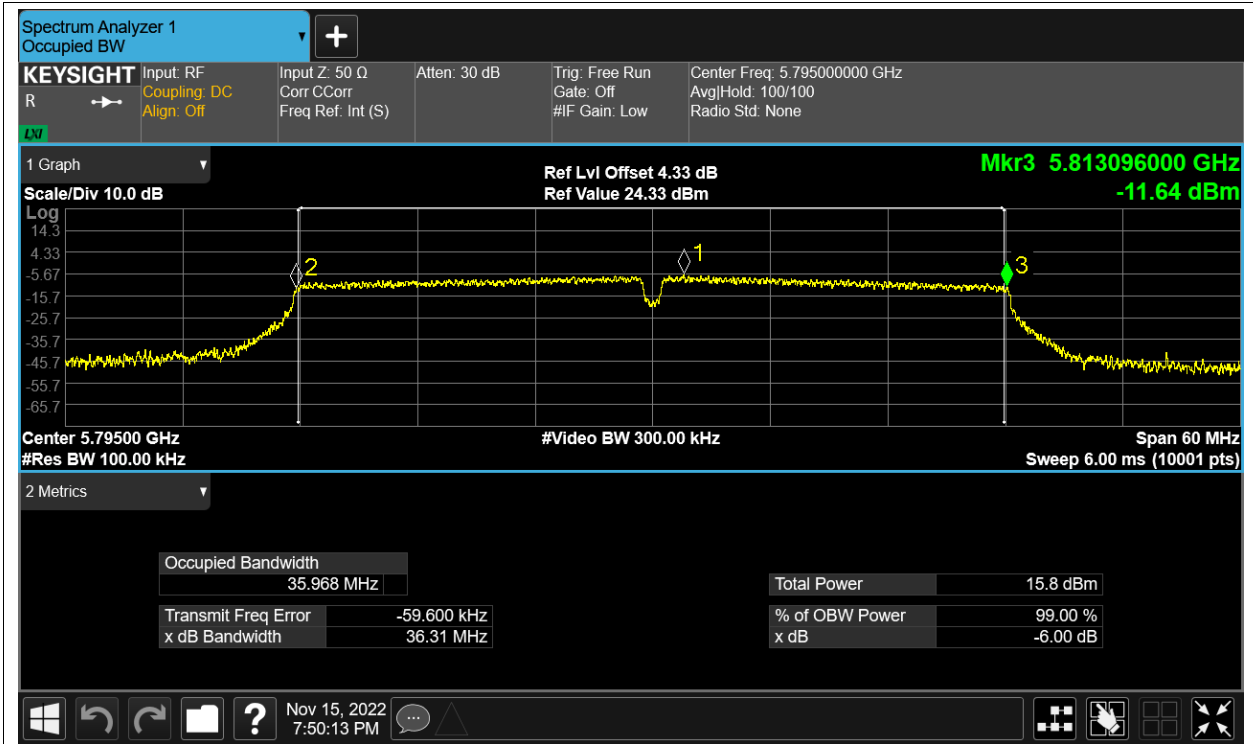 Spectrum Analyzer 1
Occupied BW
KEYSIGHT Input: RF Input Z: 50 Ω Atten: 30 dB Trig: Free Run Center Freq: 5.795000000 GHz
R Coupling: DC Corr CCorr Gate: Off Avg|Hold: 100/100
Align: Off Freq Ref: Int (S) #IF Gain: Low Radio Std: None
LXI
1 Graph Ref Lvl Offset 4.33 dB Mkr3 5.813096000 GHz
Scale/Div 10.0 dB Ref Value 24.33 dBm -11.64 dBm
Log
14.3
4.33
-5.67
-15.7
-25.7
-35.7
-45.7
-55.7
-65.7
2
1
3
Center 5.79500 GHz #Video BW 300.00 kHz Span 60 MHz
#Res BW 100.00 kHz Sweep 6.00 ms (10001 pts)
2 Metrics
Occupied Bandwidth
35.968 MHz Total Power 15.8 dBm
Transmit Freq Error -59.600 kHz % of OBW Power 99.00 %
x dB Bandwidth 36.31 MHz x dB -6.00 dB
? Nov 15, 2022
7:50:13 PM